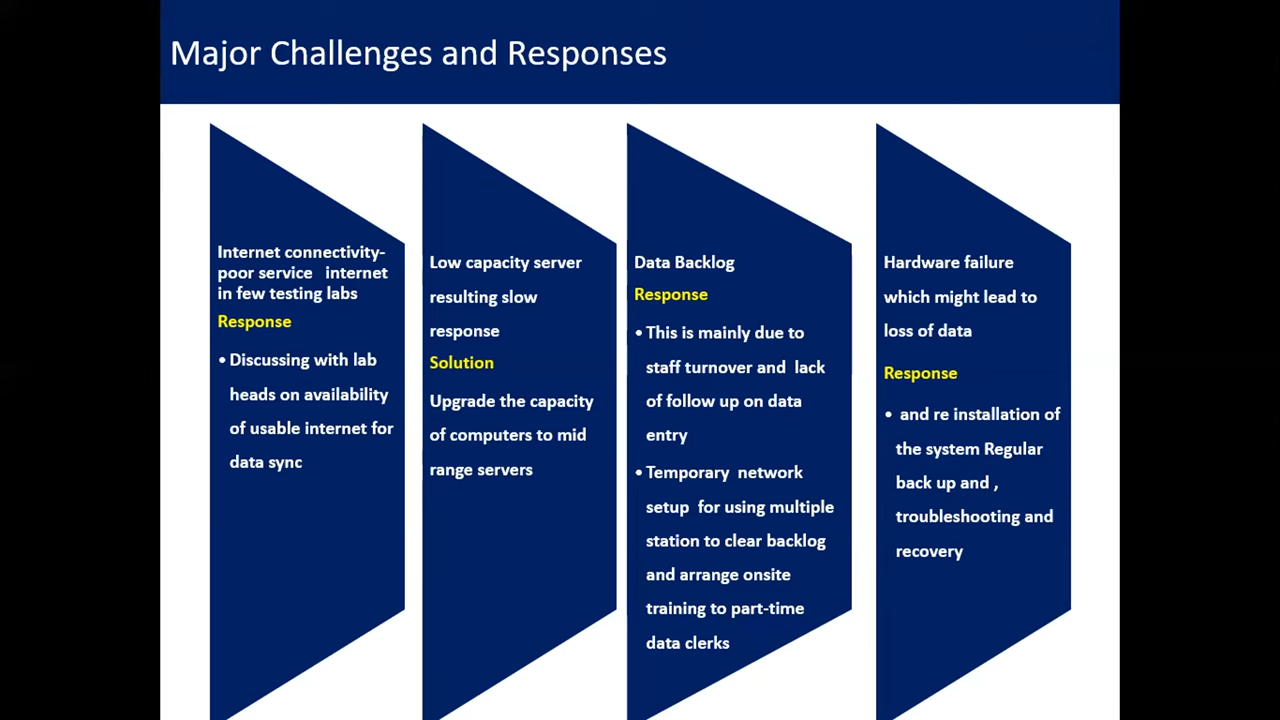 Major Challenges and Responses
Internet connectivity-
poor service internet
in few testing labs
Response
• Discussing with lab
heads on availability
of usable internet for
data sync
Low capacity server
resulting slow
response
Solution
Upgrade the capacity
of computers to mid
range servers
Data Backlog
Response
• This is mainly due to
staff turnover and lack
of follow up on data
entry
• Temporary network
setup for using multiple
station to clear backlog
and arrange onsite
training to part-time
data clerks
Hardware failure
which might lead to
loss of data
Response
• and re installation of
the system Regular
back up and ,
troubleshooting and
recovery